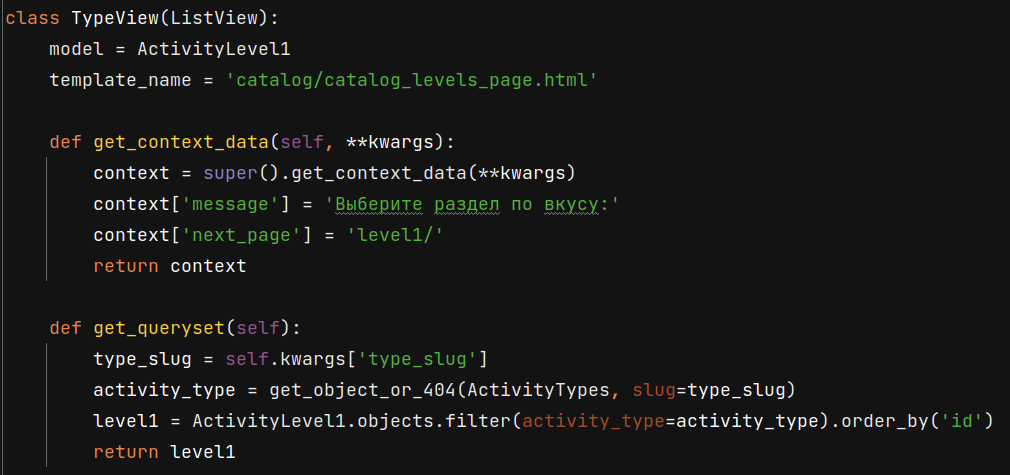 class TypeView(ListView):
    model = ActivityLevel1
    template_name = 'catalog/catalog_levels_page.html'

    def get_context_data(self, **kwargs):
        context = super().get_context_data(**kwargs)
        context['message'] = 'Выберите раздел по вкусу:'
        context['next_page'] = 'level1/'
        return context

    def get_queryset(self):
        type_slug = self.kwargs['type_slug']
        activity_type = get_object_or_404(ActivityTypes, slug=type_slug)
        level1 = ActivityLevel1.objects.filter(activity_type=activity_type).order_by('id')
        return level1